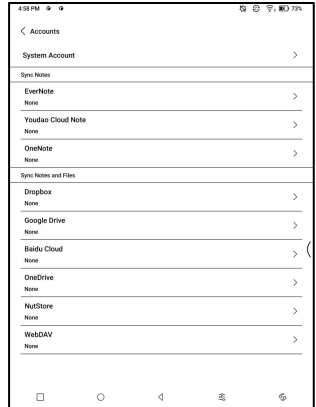 4:58 PM 73%
Accounts
System Account
Sync Notes
EverNote
None
Youdao Cloud Note
None
OneNote
None
Sync Notes and Files
Dropbox
None
Google Drive
None
Baidu Cloud
None
OneDrive
None
NutStore
None
WebDAV
None